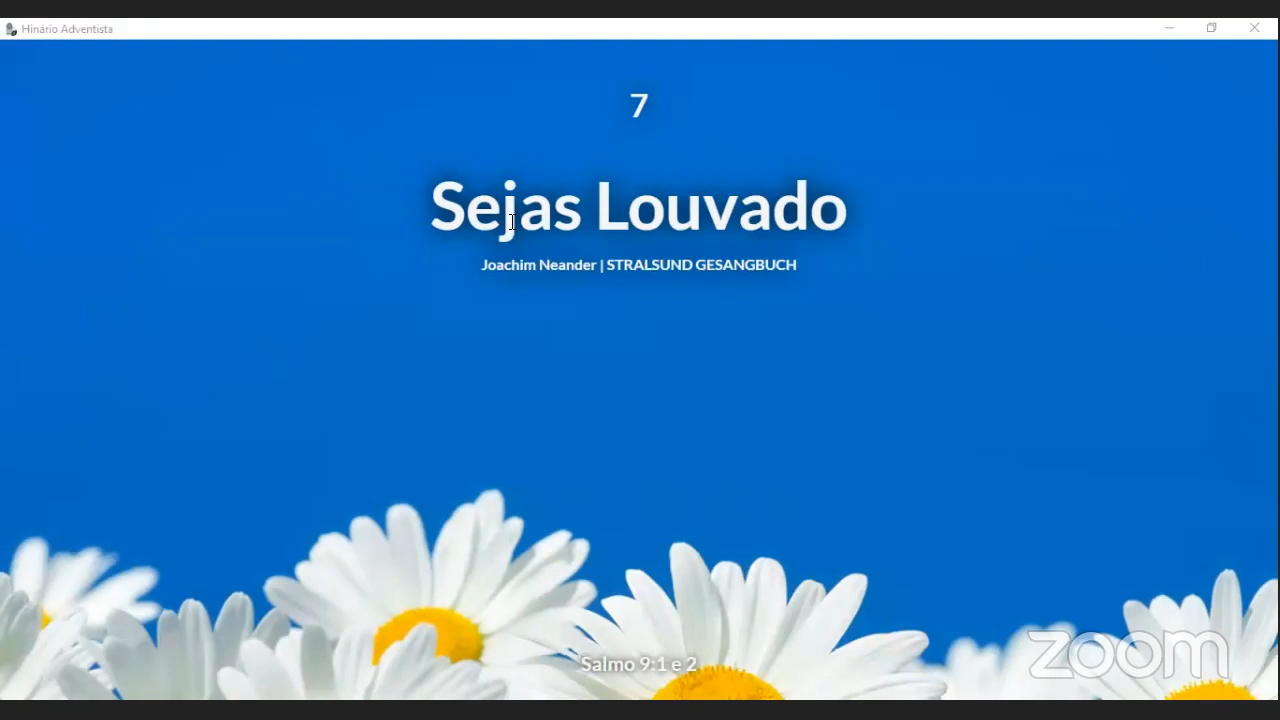 Hinário Adventista
7
Sejas Louvado
Joachim Neander | STRALSUND GESANGBUCH
Salmo 9:1 e 2
zoom